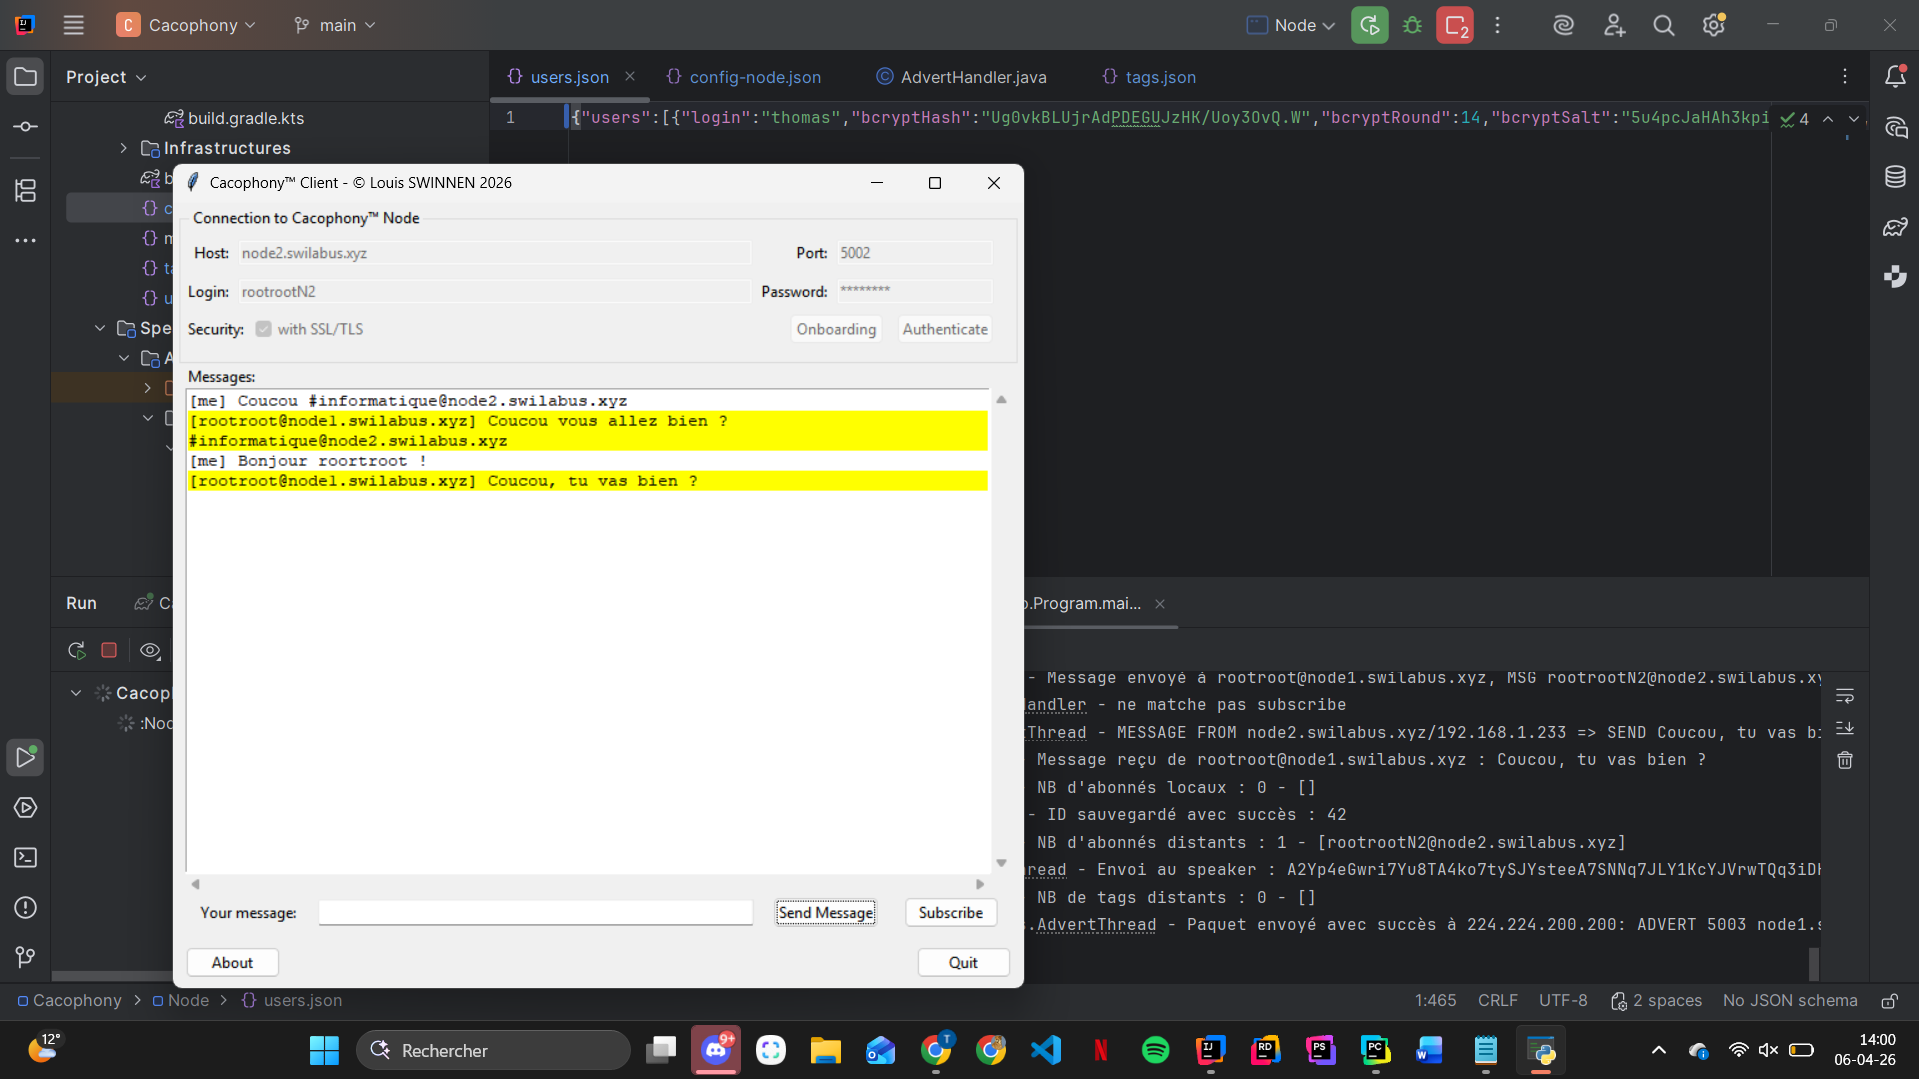 Cacophony
main
Node
2
Project
users.json
config-node.json
AdvertHandler.java
tags.json
build.gradle.kts
1
{"users":[{"login":"thomas","bcryptHash":"Ug0vkBLUjrAdPDEGUJzHK/Uoy3OvQ.W","bcryptRound":14,"bcryptSalt":"5u4pcJaHAh3kpi
4
Infrastructures
Cacophony™ Client - © Louis SWINNEN 2026
Connection to Cacophony™ Node
Host: node2.swilabus.xyz
Port: 5002
Login: rootrootN2
Password: ********
Security: with SSL/TLS
Onboarding
Authenticate
Spe
Messages:
[me] Coucou #informatique@node2.swilabus.xyz
[rootroot@node1.swilabus.xyz] Coucou vous allez bien ?
#informatique@node2.swilabus.xyz
[me] Bonjour roortroot !
[rootroot@node1.swilabus.xyz] Coucou, tu vas bien ?
Your message:
Send Message
Subscribe
About
Quit
Run
o.Program.mai...
Cacoph
:Nod
- Message envoyé à rootroot@node1.swilabus.xyz, MSG rootrootN2@node2.swilabus.xy
andler - ne matche pas subscribe
tThread - MESSAGE FROM node2.swilabus.xyz/192.168.1.233 => SEND Coucou, tu vas bi
Message reçu de rootroot@node1.swilabus.xyz : Coucou, tu vas bien ?
NB d'abonnés locaux : 0 - []
- ID sauvegardé avec succès : 42
NB d'abonnés distants : 1 - [rootrootN2@node2.swilabus.xyz]
read - Envoi au speaker : A2Yp4eGwri7Yu8TA4ko7tySJYsteeA7SNNq7JLY1KcYJVrwTQq3iD
NB de tags distants : 0 - []
s.AdvertThread - Paquet envoyé avec succès à 224.224.200.200: ADVERT 5003 node1.s
Cacophony > Node > users.json
1:465
CRLF
UTF-8
2 spaces
No JSON schema
12°
Rechercher
9+
14:00
06-04-26